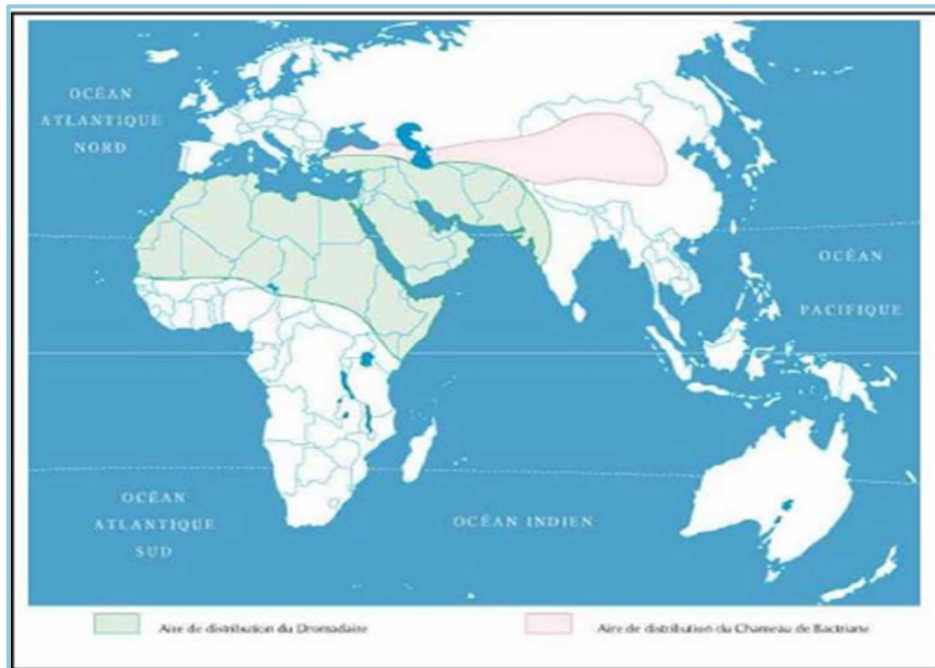 OCÉAN
ATLANTIQUE
NORD
OCÉAN
PACIFIQUE
OCÉAN
ATLANTIQUE
SUD
OCÉAN INDIEN
Aire de distribution du Dromadaire
Aire de distribution du Chameau de Bactriane